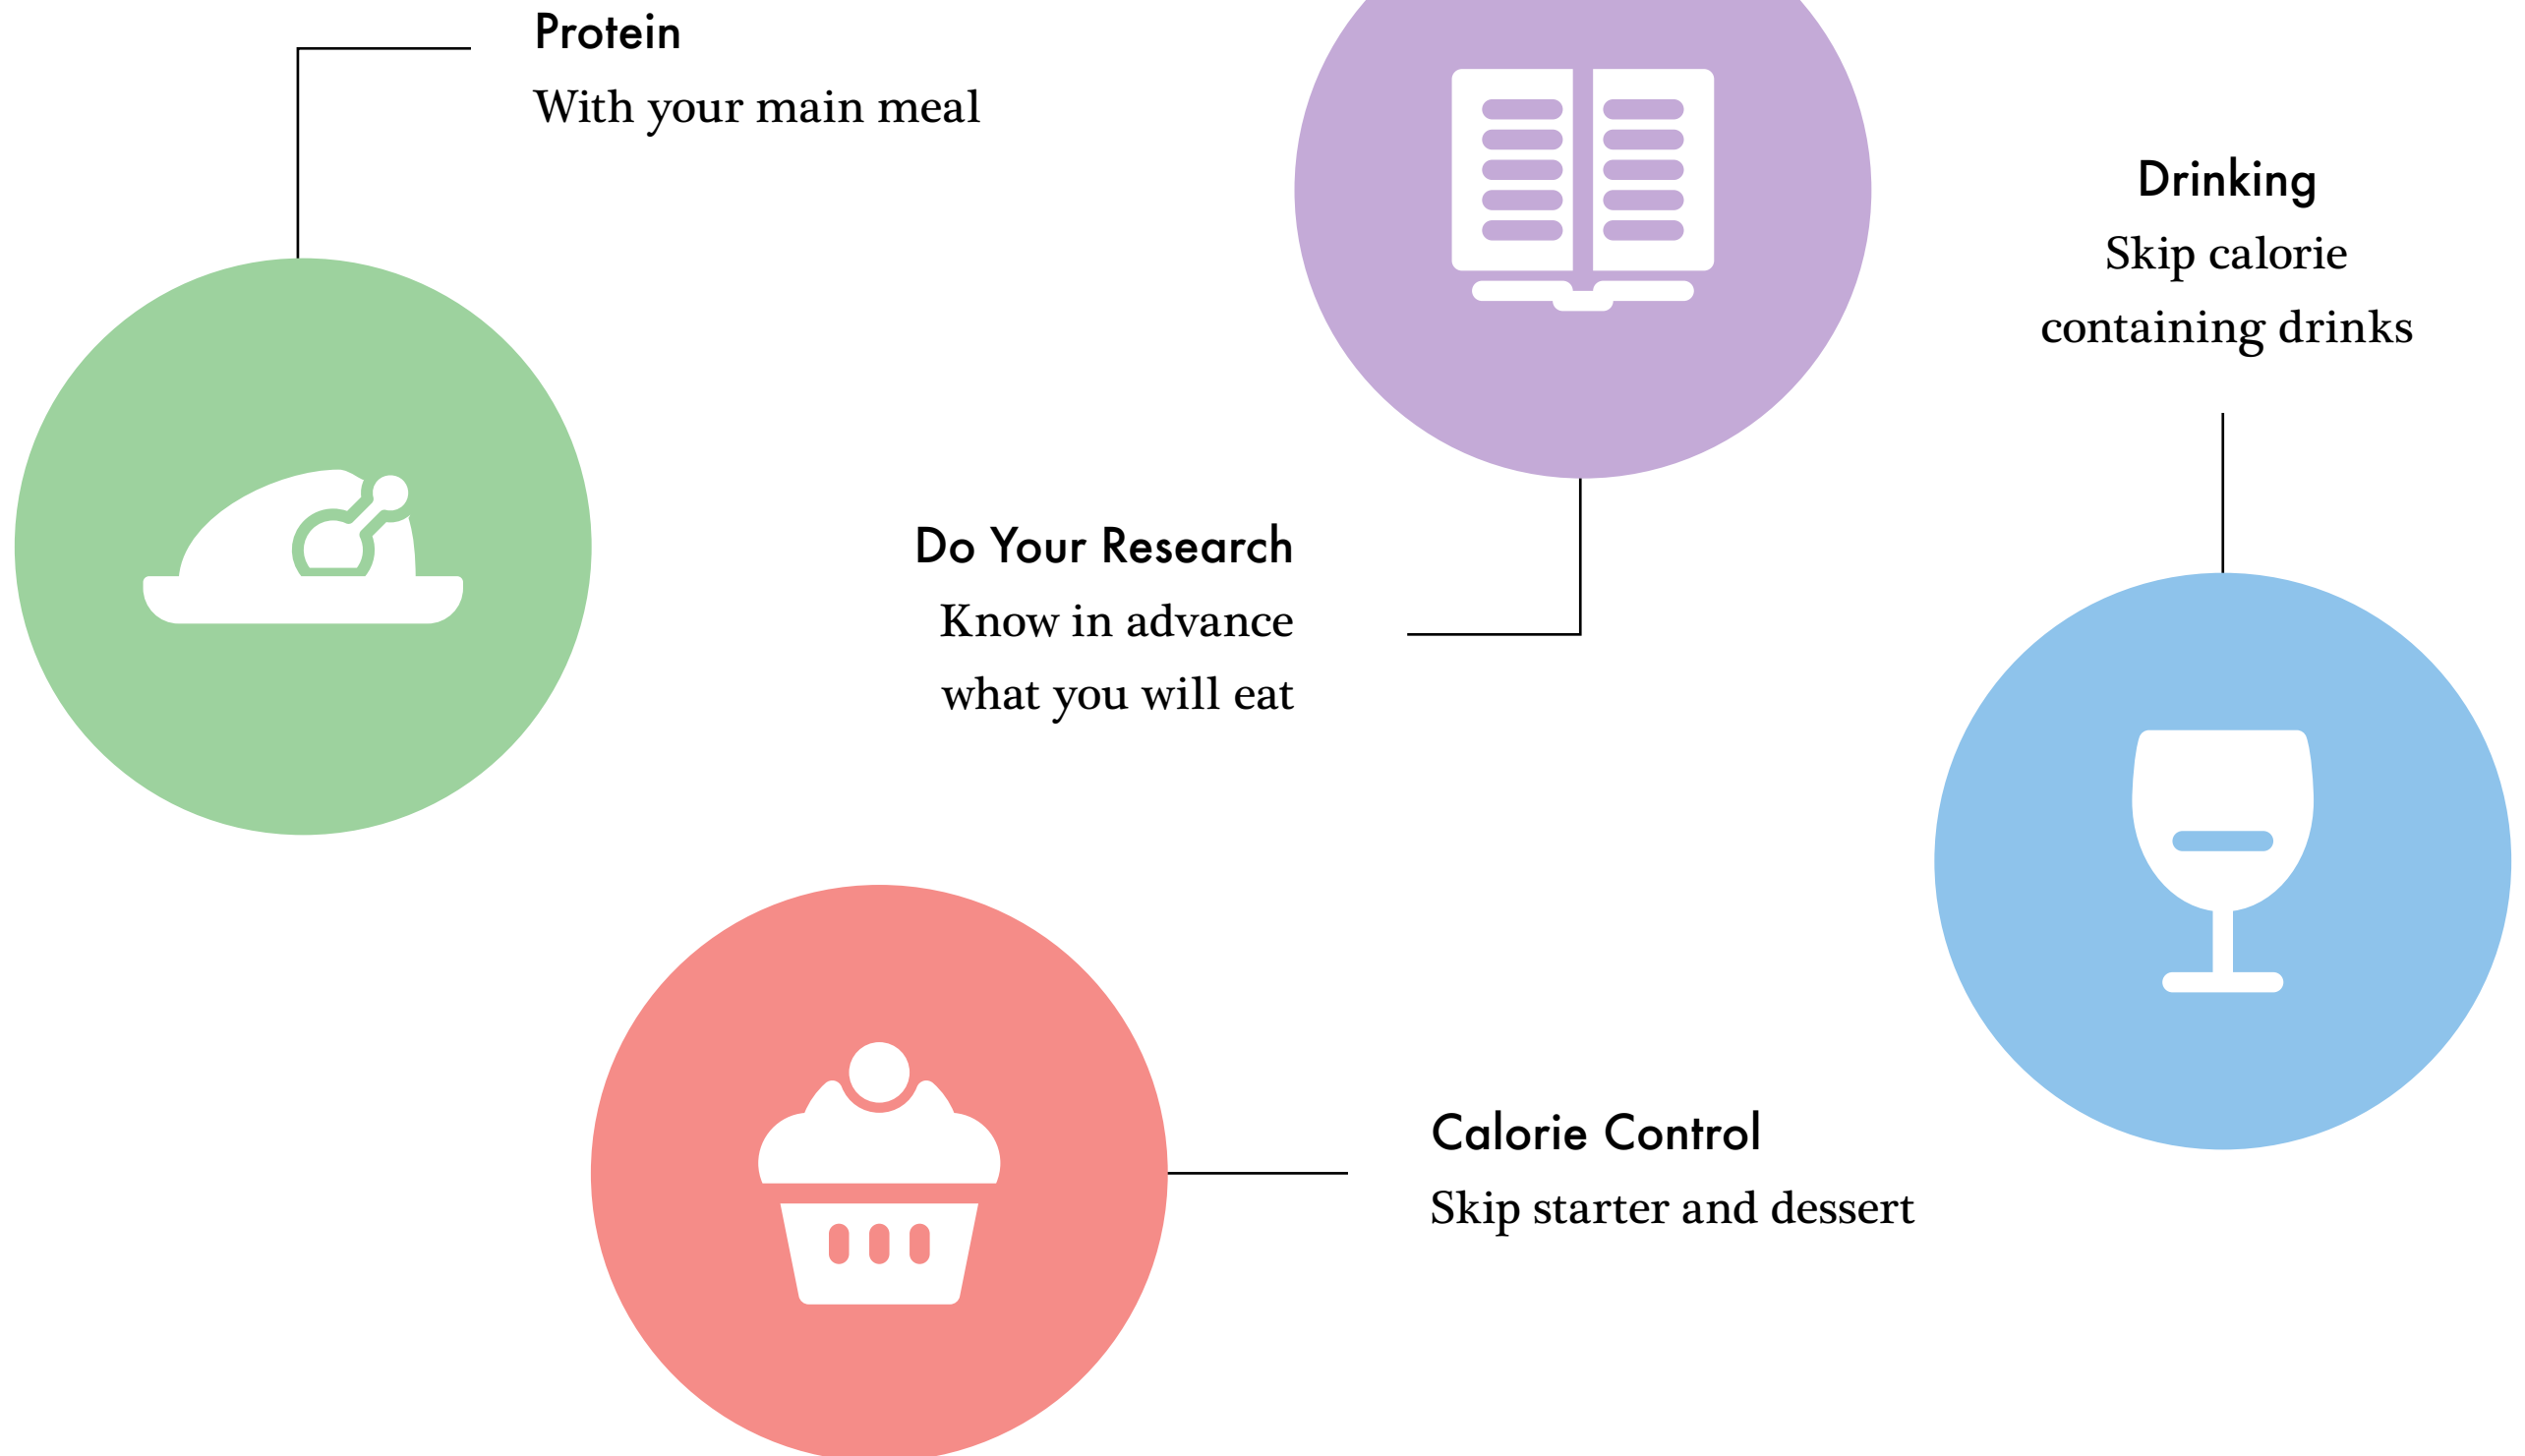 Protein
With your main meal
Drinking
Skip calorie
containing drinks
Do Your Research
Know in advance
what you will eat
Calorie Control
Skip starter and dessert